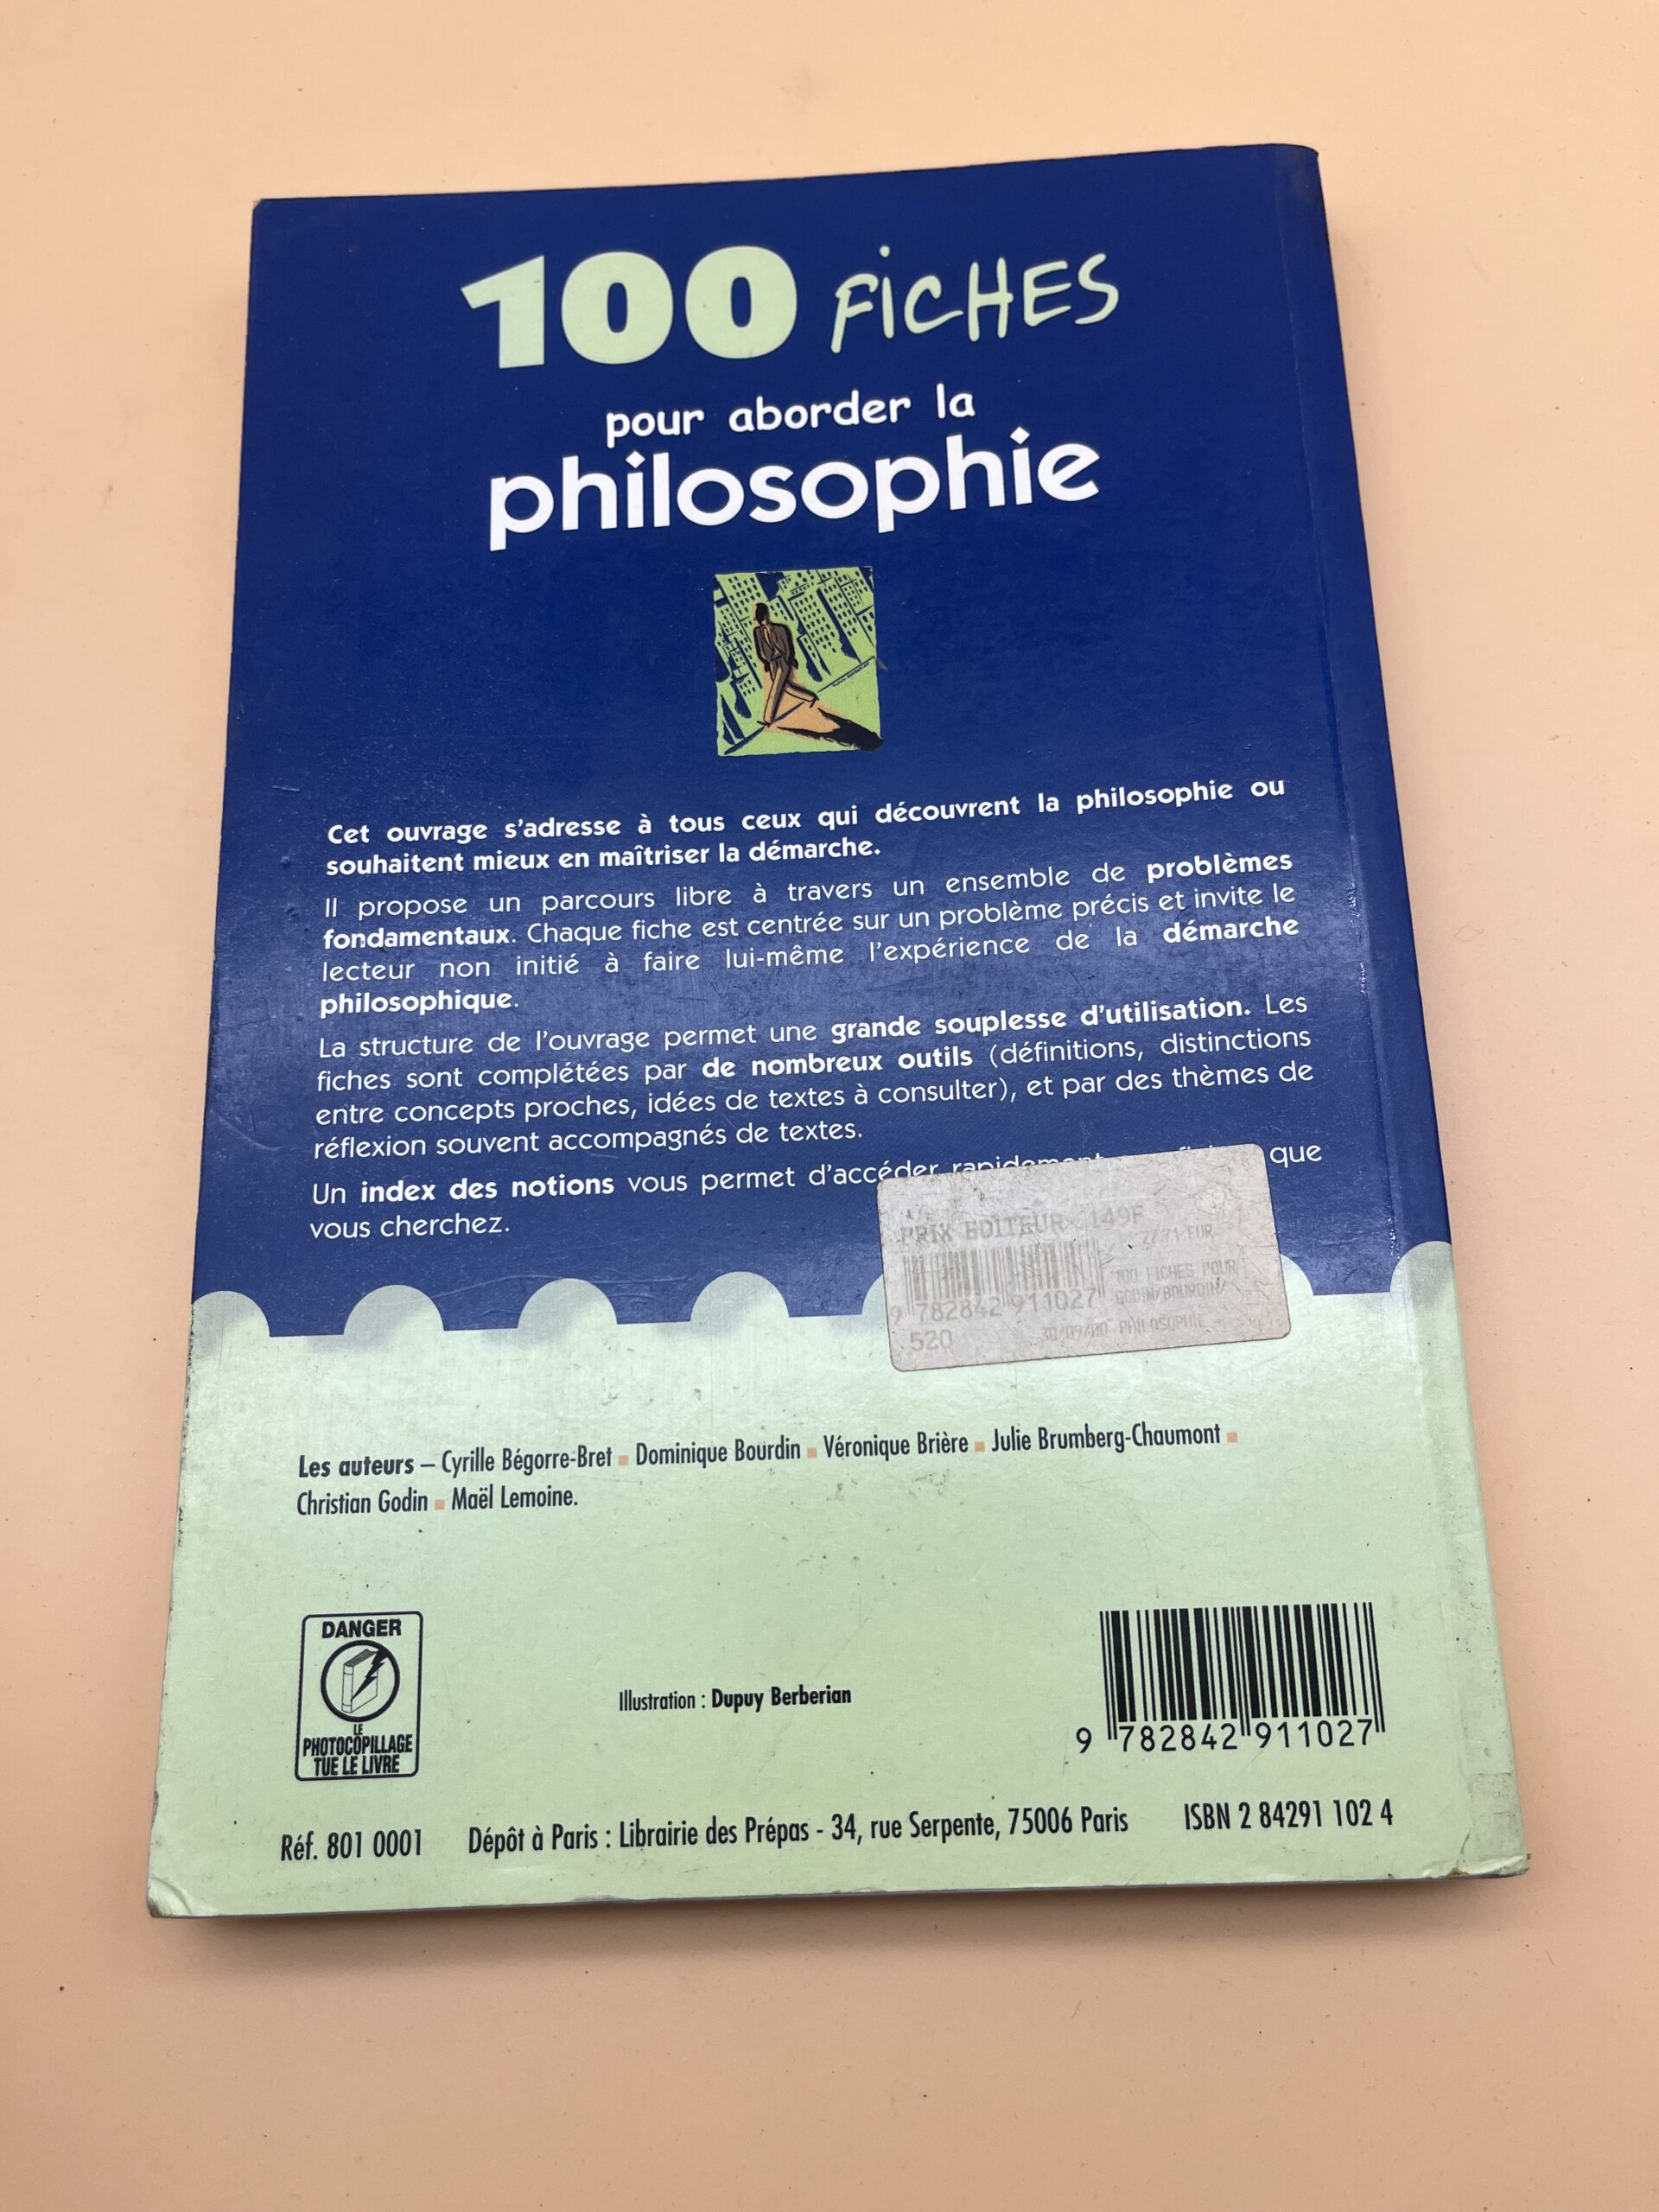 100 FiCHES
pour aborder la
philosophie
Cet ouvrage s'adresse à tous ceux qui découvrent la philosophie ou
souhaitent mieux en maîtriser la démarche.
Il propose un parcours libre à travers un ensemble de problèmes
fondamentaux. Chaque fiche est centrée sur un problème précis et invite le
lecteur non initié à faire lui-même l'expérience de la démarche
philosophique.
La structure de l'ouvrage permet une grande souplesse d'utilisation. Les
fiches sont complétées par de nombreux outils (définitions, distinctions
entre concepts proches, idées de textes à consulter), et par des thèmes de
réflexion souvent accompagnés de textes.
Un index des notions vous permet d'accéder rapidement que
vous cherchez.
PRIX EDITEUR 149F
EUR
100 FICHES POUR
GODIN/BOURDIN/
9 782842 911027
520 PHILOSOPHIE
Les auteurs – Cyrille Bégorre-Bret ▪ Dominique Bourdin ▪ Véronique Brière ▪ Julie Brumberg-Chaumont ▪
Christian Godin ▪ Maël Lemoine.
DANGER
LE
PHOTOCOPILLAGE
TUE LE LIVRE
Illustration : Dupuy Berberian
9 782842 911027
Réf. 801 0001 Dépôt à Paris : Librairie des Prépas - 34, rue Serpente, 75006 Paris ISBN 2 84291 102 4